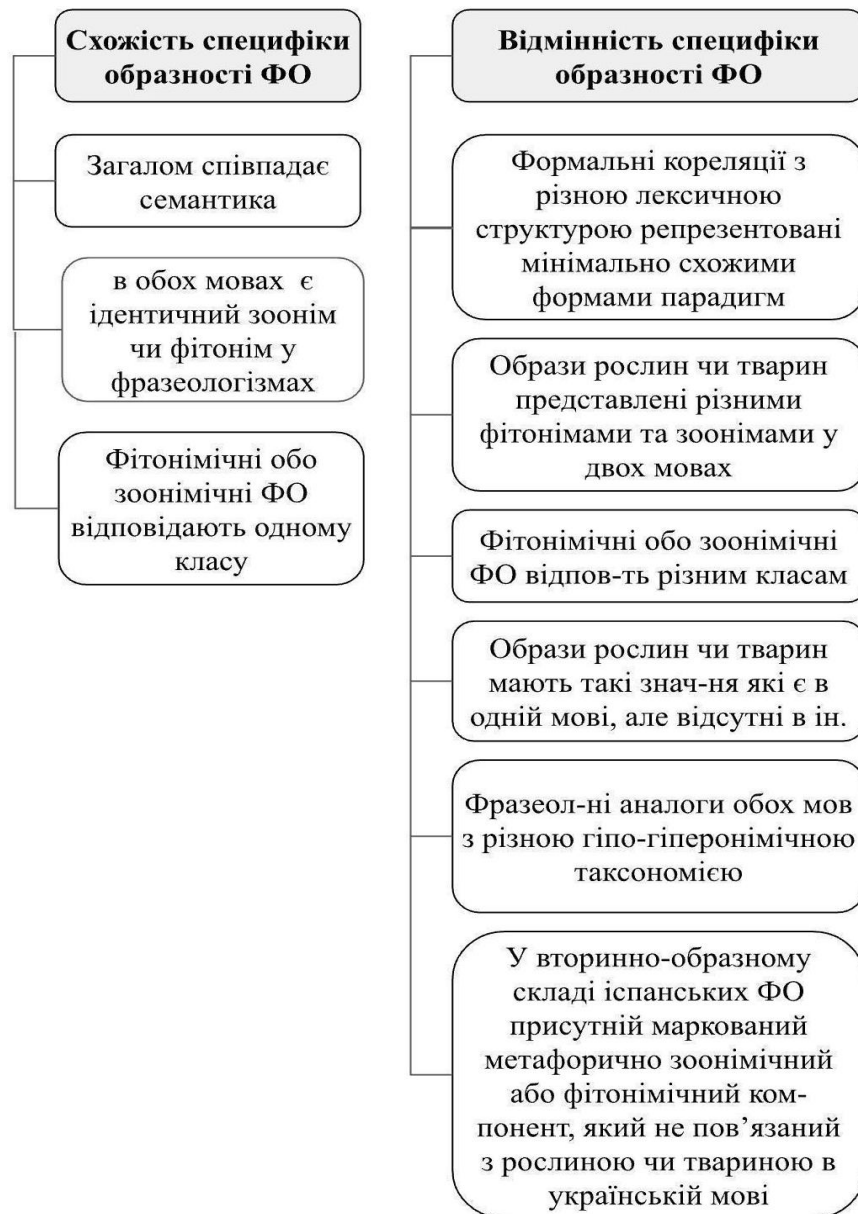 Схожість специфіки
образності ФО
Загалом співпадає
семантика
в обох мовах є
ідентичний зоонім
чи фітонім у
фразеологізмах
Фітонімічні обо
зоонімічні ФО
відповідають одному
класу
Відмінність специфіки
образності ФО
Формальні кореляції з
різною лексичною
структурою репрезентовані
мінімально схожими
формами парадигм
Образи рослин чи тварин
представлені різними
фітонімами та зоонімами у
двох мовах
Фітонімічні обо зоонімічні
ФО відпов-ть різним класам
Образи рослин чи тварин
мають такі знач-ня які є в
одній мові, але відсутні в ін.
Фразеол-ні аналоги обох мов
з різною гіпо-гіперонімічною
таксономією
У вторинно-образному
складі іспанських ФО
присутній маркований
метафорично зоонімічний
або фітонімічний ком-
понент, який не пов’язаний
з рослиною чи твариною в
українській мові